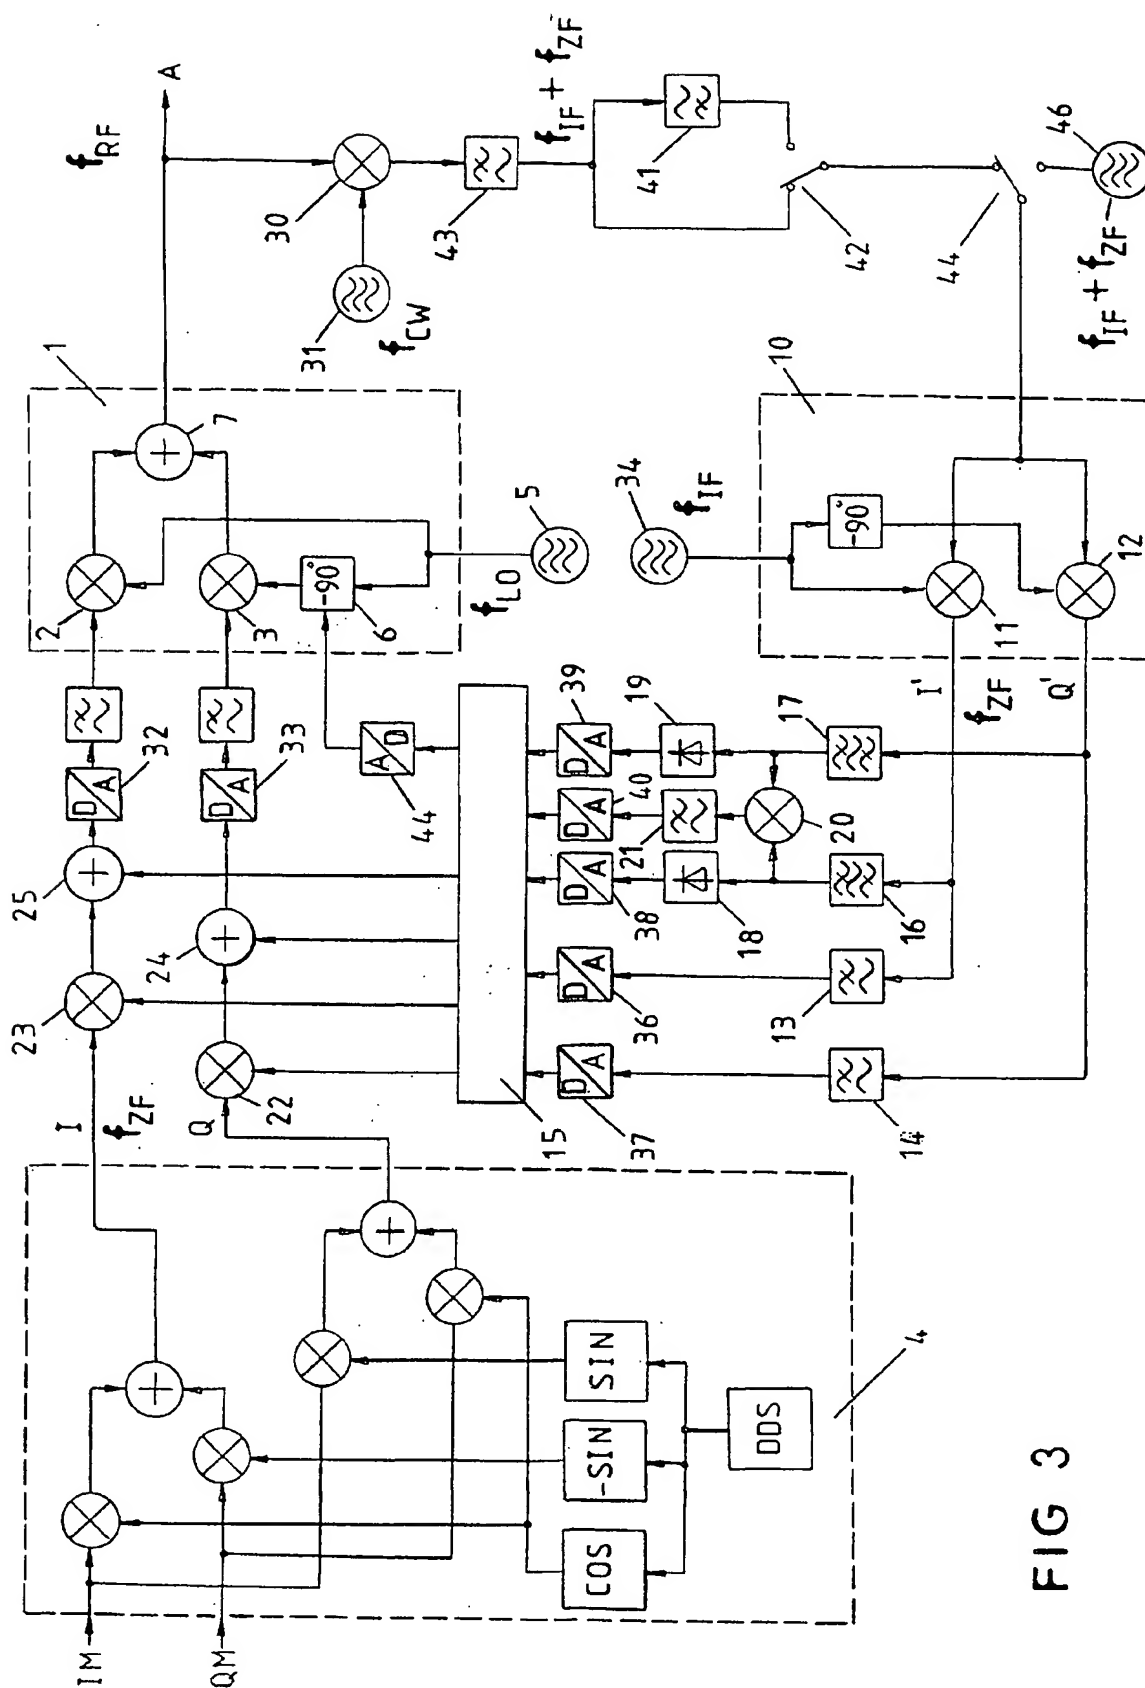 IM
QM
COS
-SIN
SIN
DDS
4
I
f_ZF
Q
23
22
24
25
D
A
32
D
A
33
A
D
44
2
3
-90°
6
7
1
f_LO
5
f_RF
A
30
31
f_CW
43
f_IF + f_ZF
41
42
44
46
f_IF + f_ZF
10
34
f_IF
-90°
11
12
I'
f_ZF
Q'
15
D
A
37
D
A
36
D
A
38
D
A
40
D
A
39
14
13
16
17
18
19
20
21
FIG 3